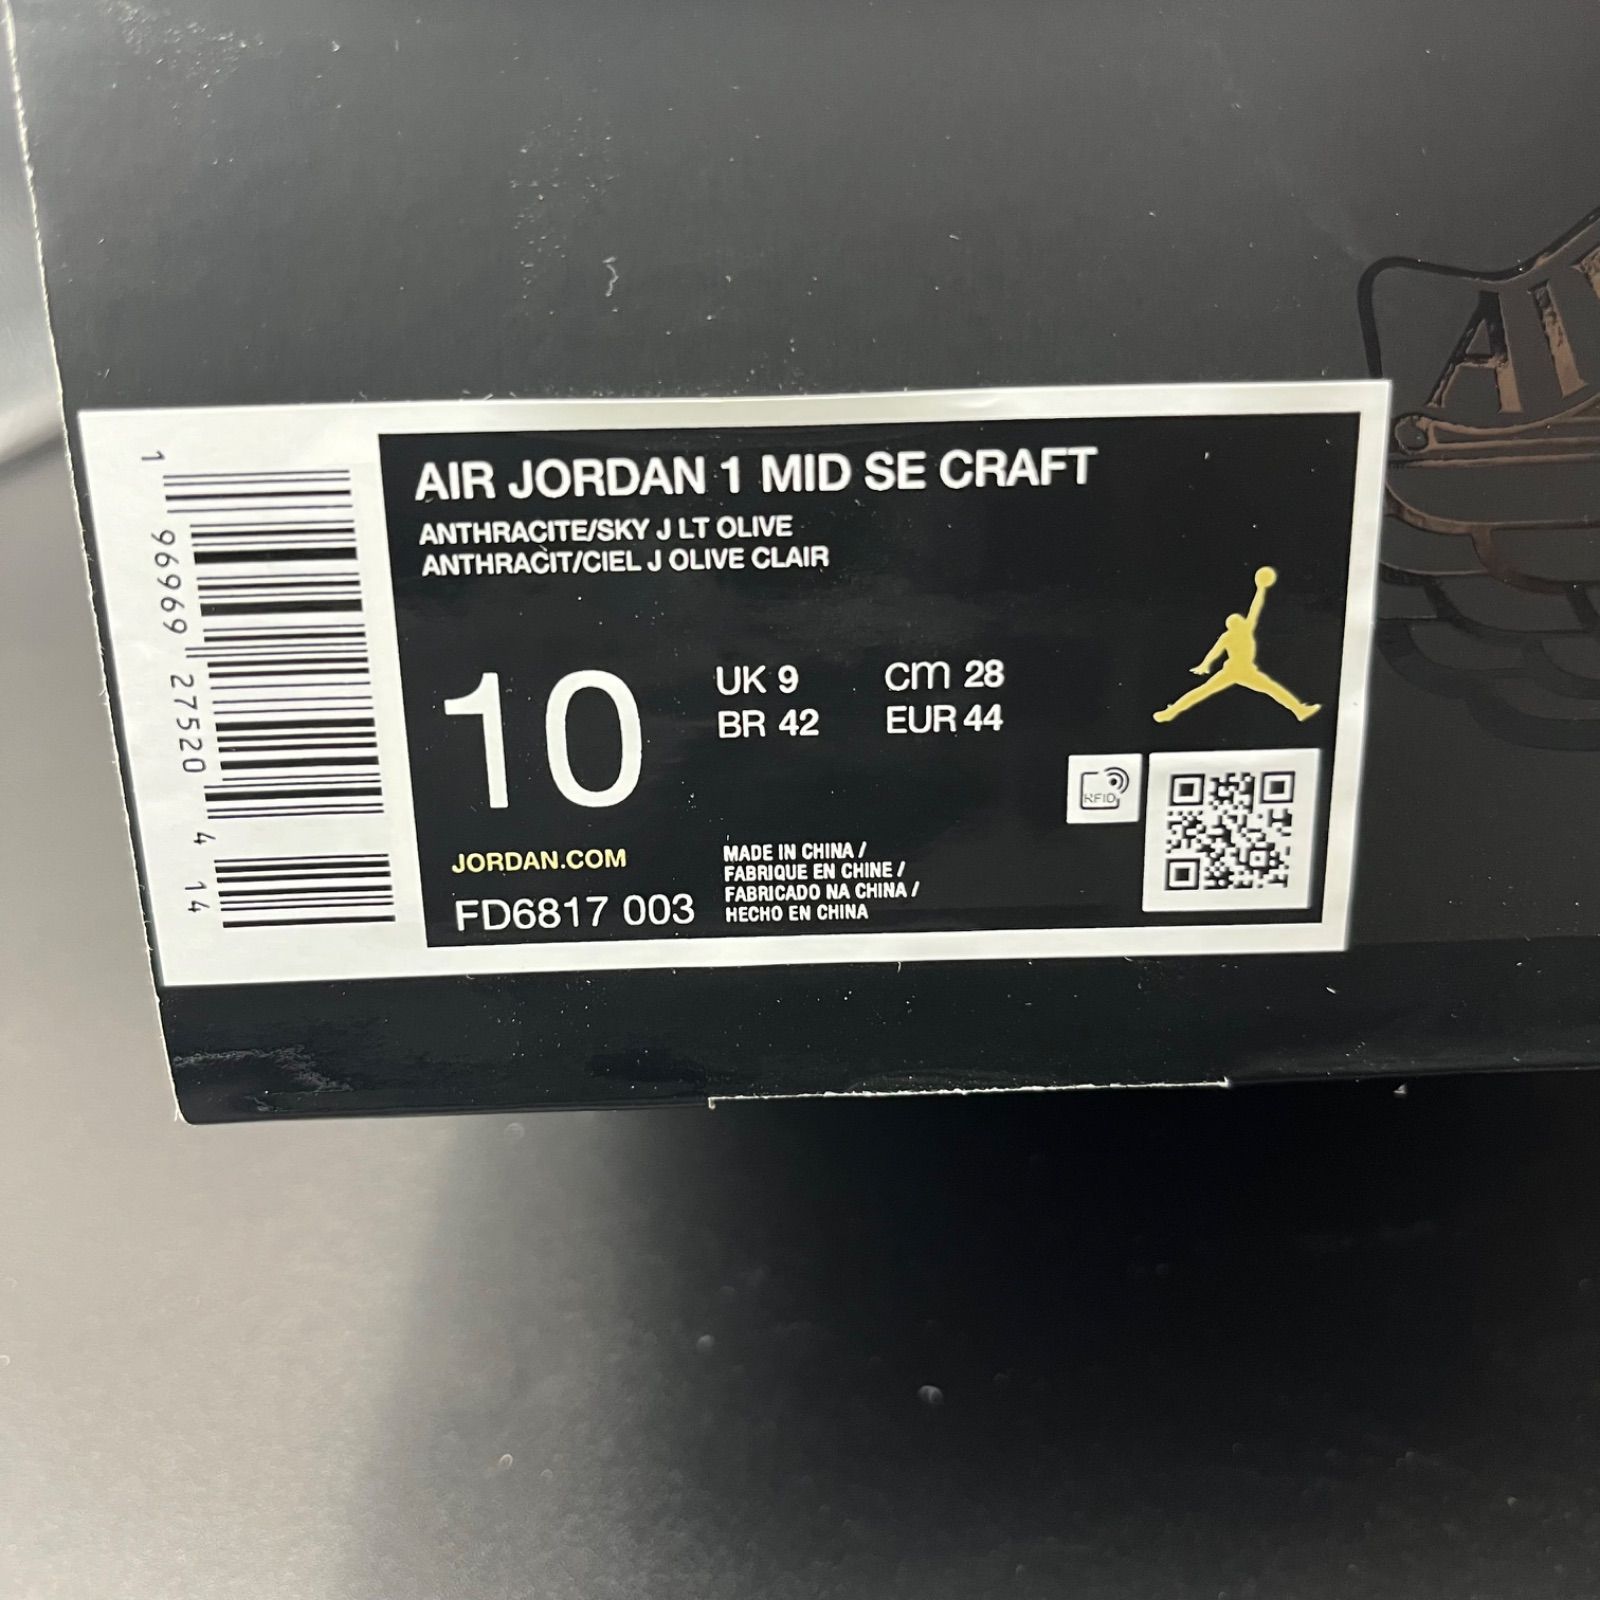 AIR JORDAN 1 MID SE CRAFT
ANTHRACITE/SKY J LT OLIVE
ANTHRACIT/CIEL J OLIVE CLAIR
10
UK 9
cm 28
BR 42
EUR 44
JORDAN.COM
FD6817 003
MADE IN CHINA /
FABRIQUE EN CHINE /
FABRICADO NA CHINA /
HECHO EN CHINA
RFID
1 96969 27520 4 14